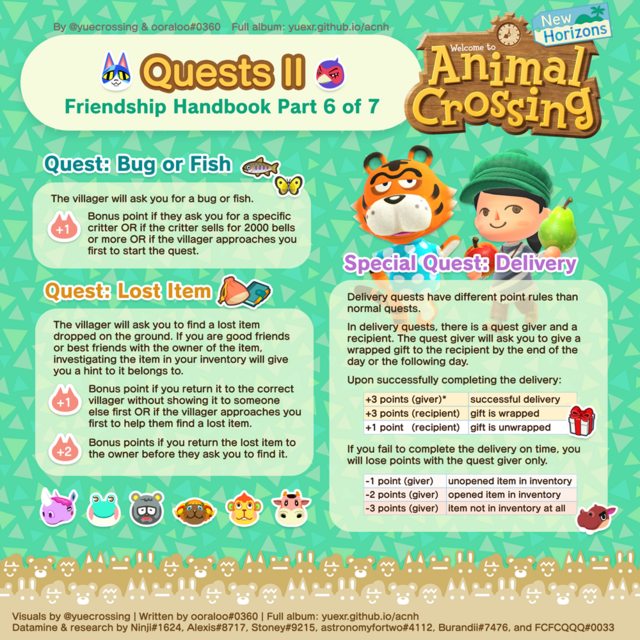 By @yuecrossing & ooraloo#0360 Full album: yuexr.github.io/acnh
Quests II
Friendship Handbook Part 6 of 7
Welcome to
Animal
Crossing
New
Horizons
Quest: Bug or Fish
The villager will ask you for a bug or fish.
+1
Bonus point if they ask you for a specific
critter OR if the critter sells for 2000 bells
or more OR if the villager approaches you
first to start the quest.
Quest: Lost Item
The villager will ask you to find a lost item
dropped on the ground. If you are good friends
or best friends with the owner of the item,
investigating the item in your inventory will give
you a hint to it belongs to.
+1
Bonus point if you return it to the correct
villager without showing it to someone
else first OR if the villager approaches you
first to help them find a lost item.
+2
Bonus points if you return the lost item to
the owner before they ask you to find it.
Special Quest: Delivery
Delivery quests have different point rules than
normal quests.
In delivery quests, there is a quest giver and a
recipient. The quest giver will ask you to give a
wrapped gift to the recipient by the end of the
day or the following day.
Upon successfully completing the delivery:
+3 points (giver)* successful delivery
+3 points (recipient) gift is wrapped
+1 point (recipient) gift is unwrapped
If you fail to complete the delivery on time, you
will lose points with the quest giver only.
-1 point (giver) unopened item in inventory
-2 points (giver) opened item in inventory
-3 points (giver) item not in inventory at all
Visuals by @yuecrossing | Written by ooraloo#0360 | Full album: yuexr.github.io/acnh
Datamine & research by Ninji#1624, Alexis#8717, Stoney#9215, astronomyfortwo#4112, Burandii#7476, and FCFCQQQ#0033